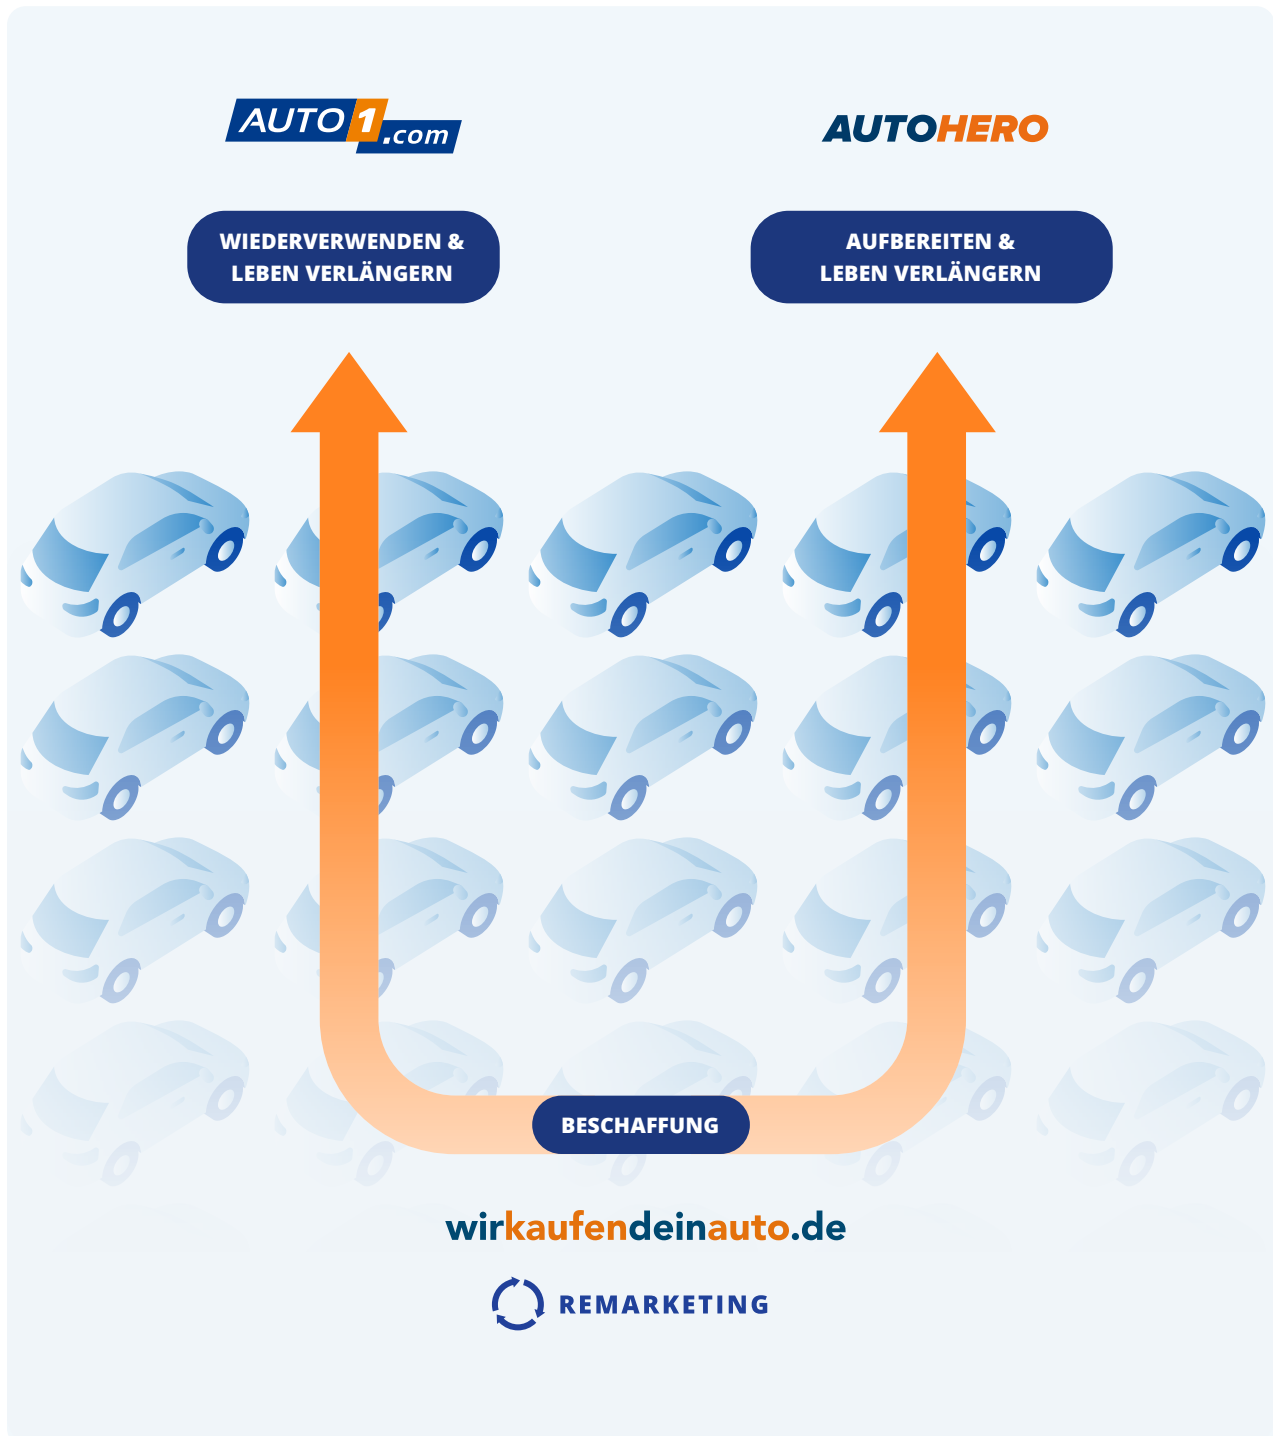 AUTO1.com
AUTOHERO
WIEDERVERWENDEN &
LEBEN VERLÄNGERN
AUFBEREITEN &
LEBEN VERLÄNGERN
BESCHAFFUNG
wirkaufendeinauto.de
REMARKETING